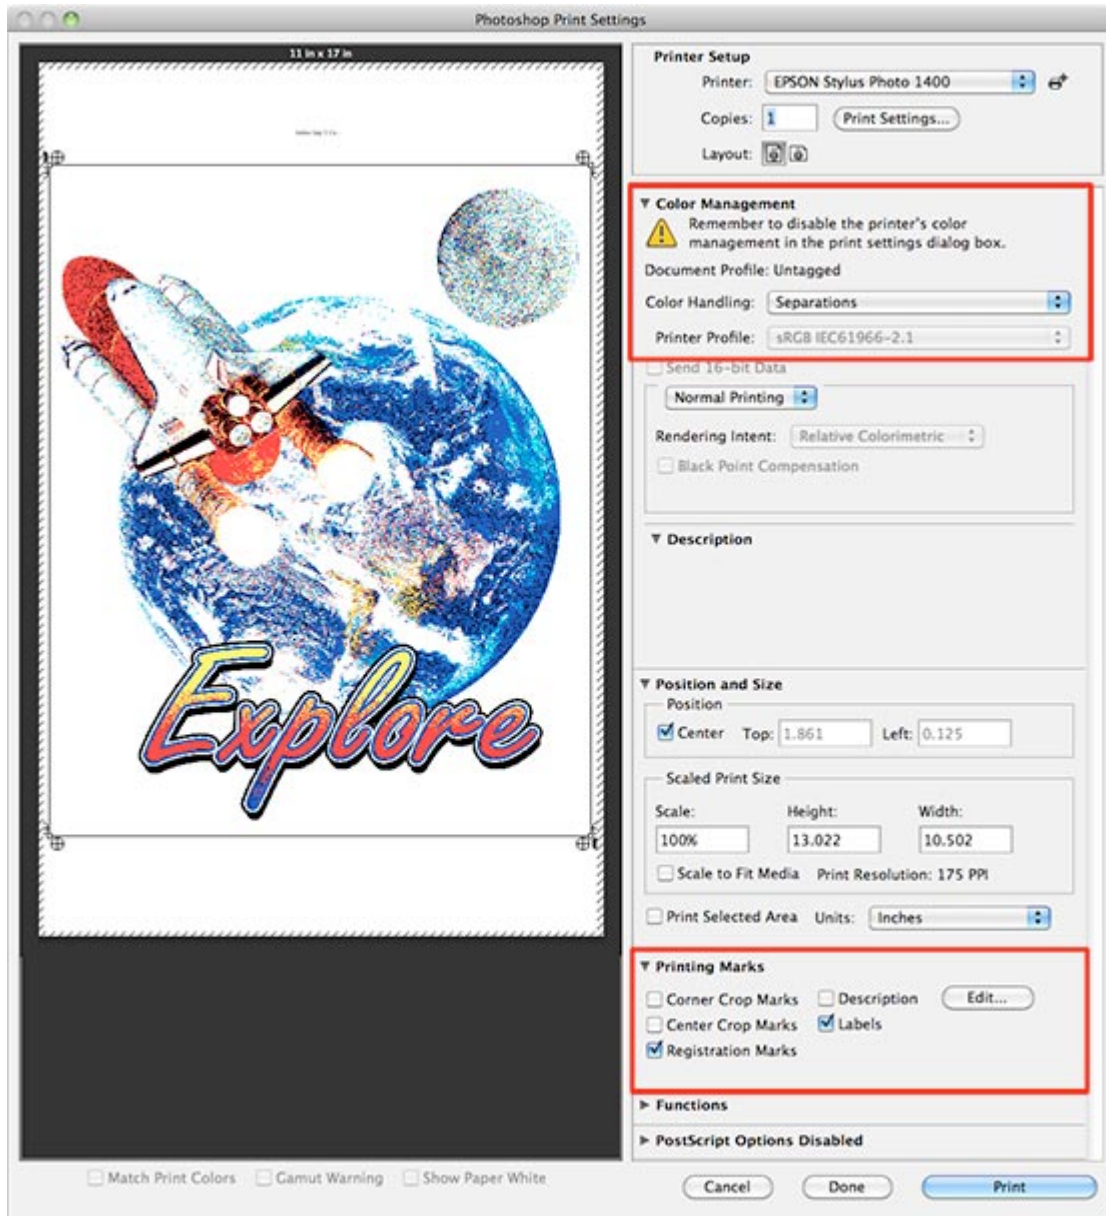 Photoshop Print Settings
11 in x 17 in
Explore
Printer Setup
Printer: EPSON Stylus Photo 1400
Copies: 1 Print Settings...
Layout:
Color Management
Remember to disable the printer's color
management in the print settings dialog box.
Document Profile: Untagged
Color Handling: Separations
Printer Profile: sRGB IEC61966-2.1
Send 16-bit Data
Normal Printing
Rendering Intent: Relative Colorimetric
Black Point Compensation
Description
Position and Size
Position
Center Top: 1.861 Left: 0.125
Scaled Print Size
Scale: Height: Width:
100% 13.022 10.502
Scale to Fit Media Print Resolution: 175 PPI
Print Selected Area Units: Inches
Printing Marks
Corner Crop Marks Description Edit...
Center Crop Marks Labels
Registration Marks
Functions
PostScript Options Disabled
Match Print Colors Gamut Warning Show Paper White
Cancel Done Print